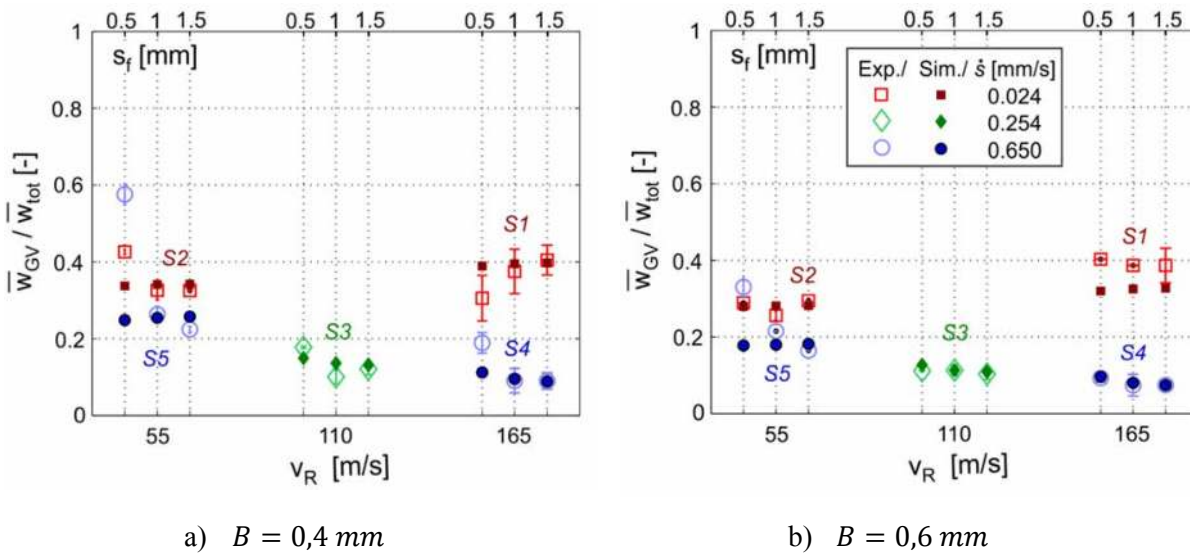 0.5 1 1.5 0.5 1 1.5 0.5 1 1.5
s_f [mm]
1
0.8
0.6
0.4
0.2
0
w̅_GV / w̅_tot [-]
S2
S1
S3
S5
S4
55 110 165
v_R [m/s]
a) B = 0,4 mm
0.5 1 1.5 0.5 1 1.5 0.5 1 1.5
s_f [mm]
Exp./ Sim./ ṡ [mm/s]
0.024
0.254
0.650
1
0.8
0.6
0.4
0.2
0
w̅_GV / w̅_tot [-]
S2
S1
S3
S5
S4
55 110 165
v_R [m/s]
b) B = 0,6 mm